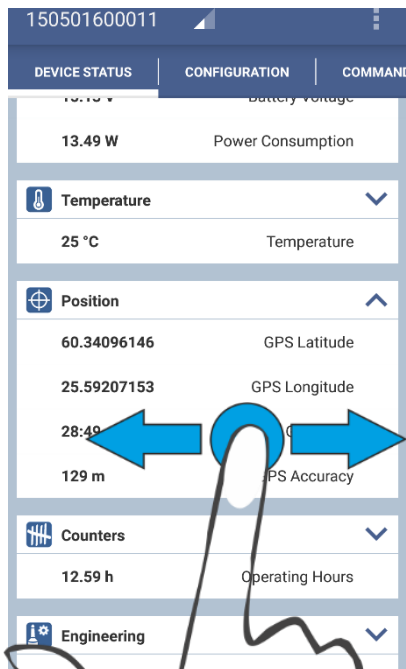 150501600011
DEVICE STATUS CONFIGURATION COMMAND
13.49 W Power Consumption
Temperature
25 °C Temperature
Position
60.34096146 GPS Latitude
25.59207153 GPS Longitude
129 m Accuracy
Counters
12.59 h Operating Hours
Engineering